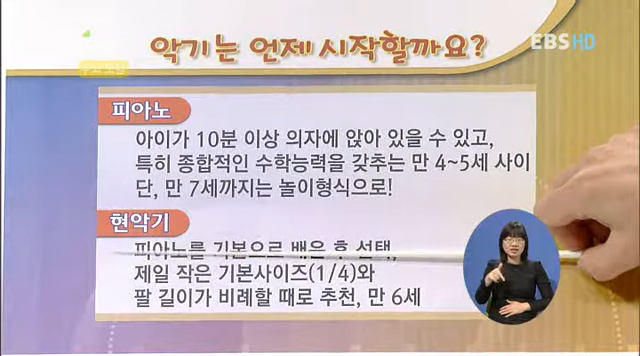 악기는 언제 시작할까요?
EBS HD
피아노
아이가 10분 이상 의자에 앉아 있을 수 있고,
특히 종합적인 수학능력을 갖추는 만 4~5세 사이
단, 만 7세까지는 놀이형식으로!
현악기
피아노를 기본으로 배운 후 선택,
제일 작은 기본사이즈(1/4)와
팔 길이가 비례할 때로 추천, 만 6세